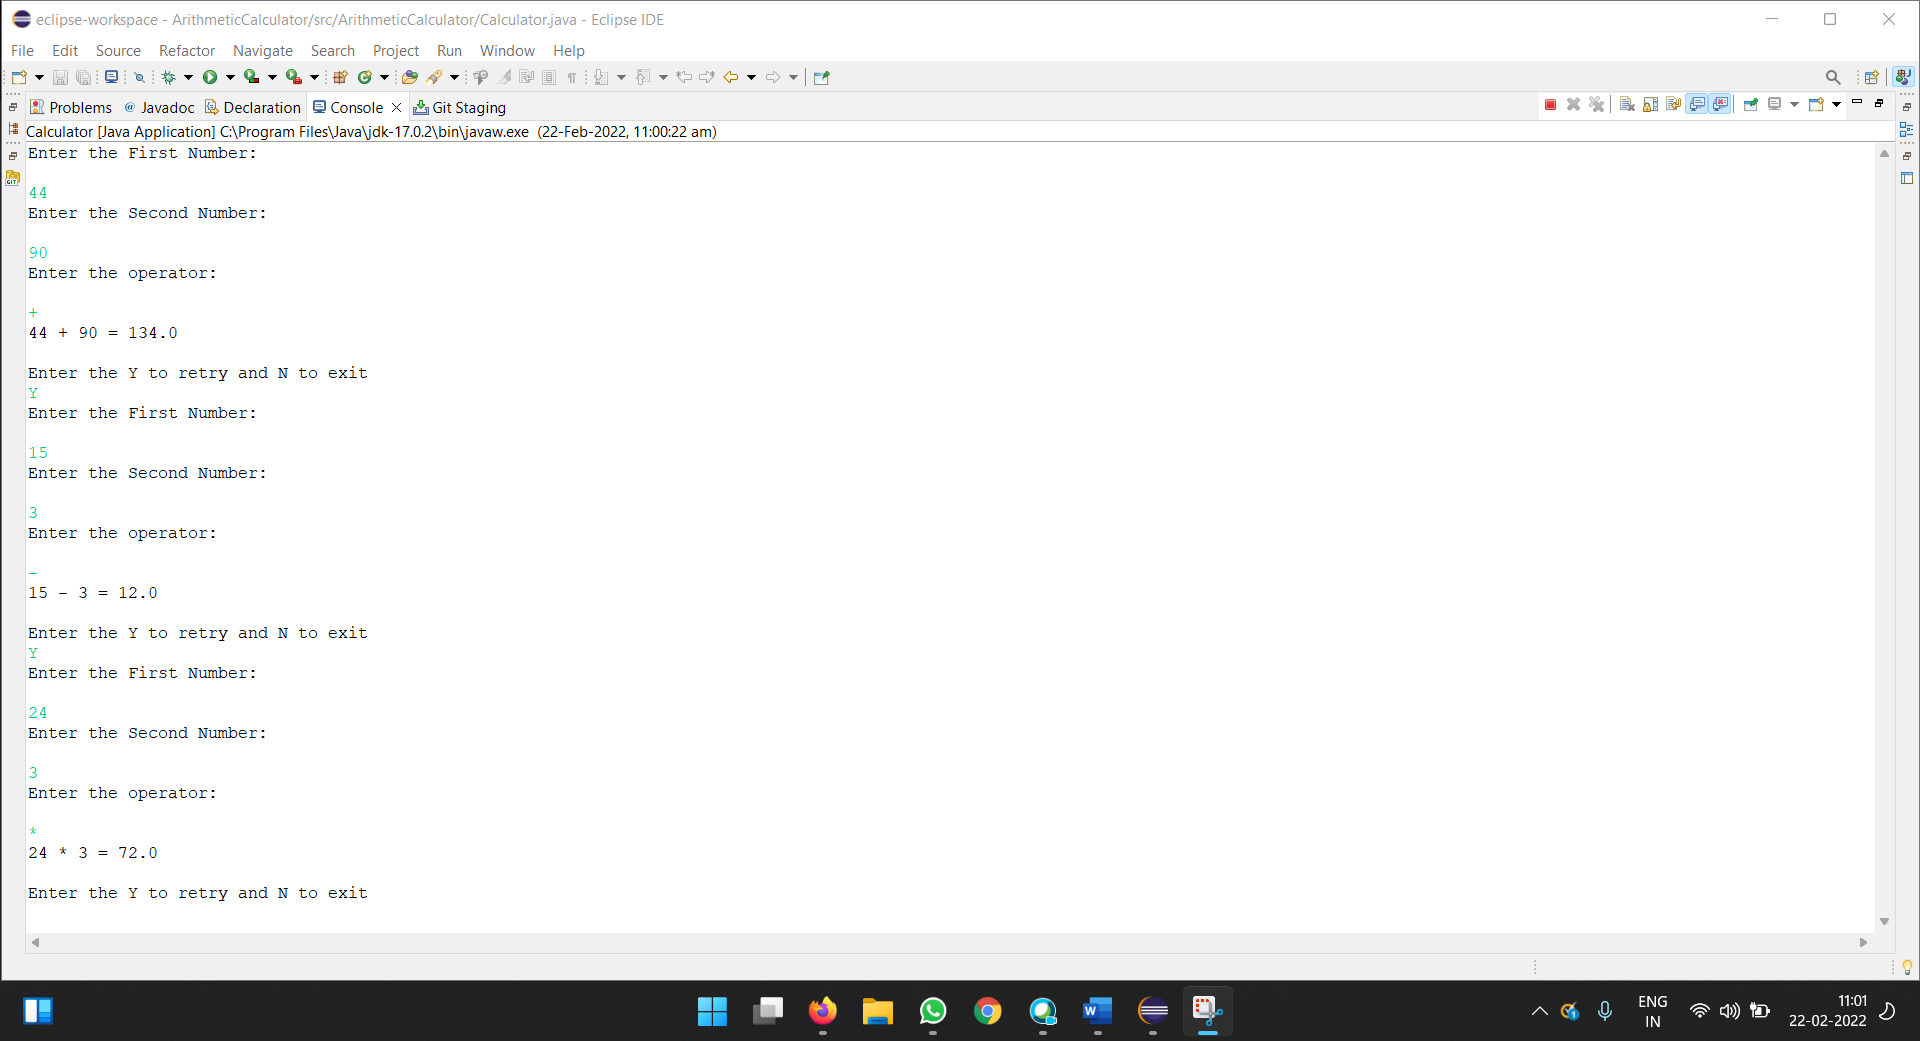 eclipse-workspace - ArithmeticCalculator/src/ArithmeticCalculator/Calculator.java - Eclipse IDE
File Edit Source Refactor Navigate Search Project Run Window Help
Problems @ Javadoc Declaration Console Git Staging
Calculator [Java Application] C:\Program Files\Java\jdk-17.0.2\bin\javaw.exe (22-Feb-2022, 11:00:22 am)
Enter the First Number:
44
Enter the Second Number:
90
Enter the operator:
+
44 + 90 = 134.0
Enter the Y to retry and N to exit
Y
Enter the First Number:
15
Enter the Second Number:
3
Enter the operator:
-
15 - 3 = 12.0
Enter the Y to retry and N to exit
Y
Enter the First Number:
24
Enter the Second Number:
3
Enter the operator:
*
24 * 3 = 72.0
Enter the Y to retry and N to exit
ENG 11:01
IN 22-02-2022